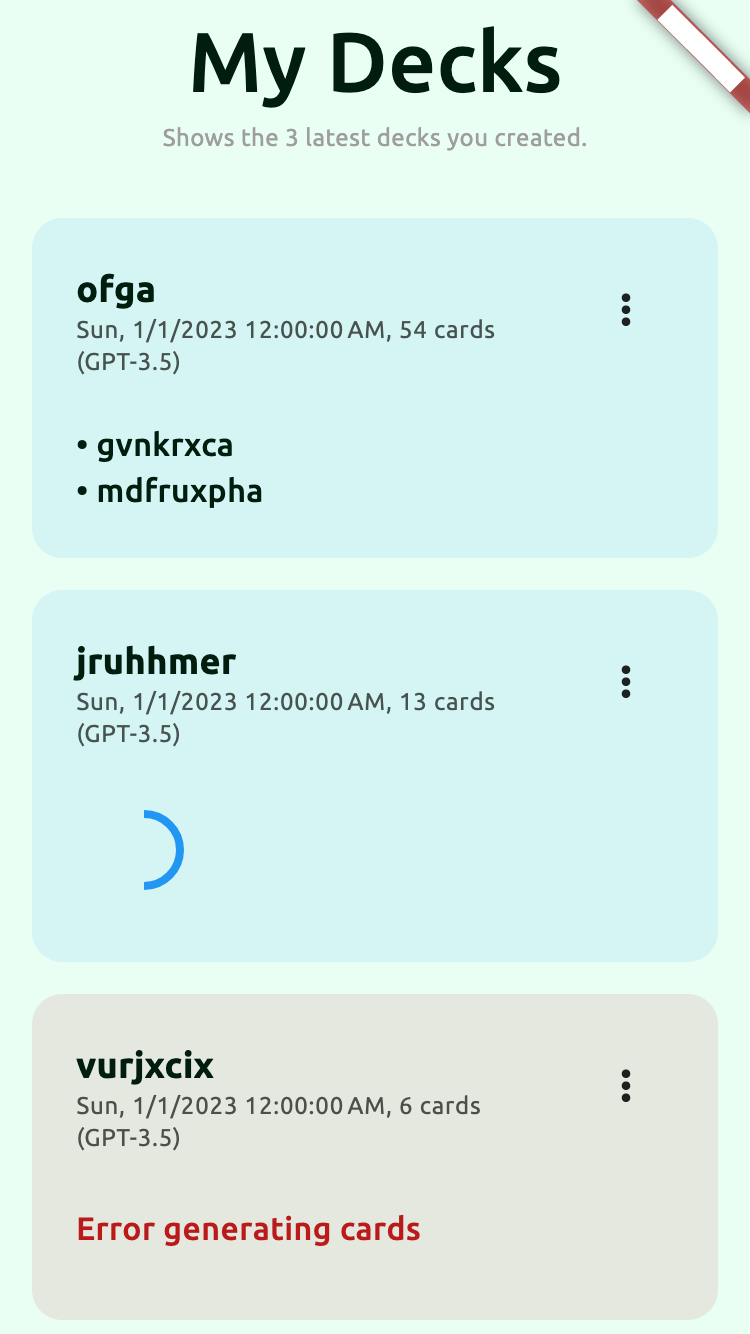 My Decks
Shows the 3 latest decks you created.
ofga
Sun, 1/1/2023 12:00:00 AM, 54 cards
(GPT-3.5)
• gvnkrxca
• mdfruxpha
jruhhmer
Sun, 1/1/2023 12:00:00 AM, 13 cards
(GPT-3.5)
vurjxcix
Sun, 1/1/2023 12:00:00 AM, 6 cards
(GPT-3.5)
Error generating cards